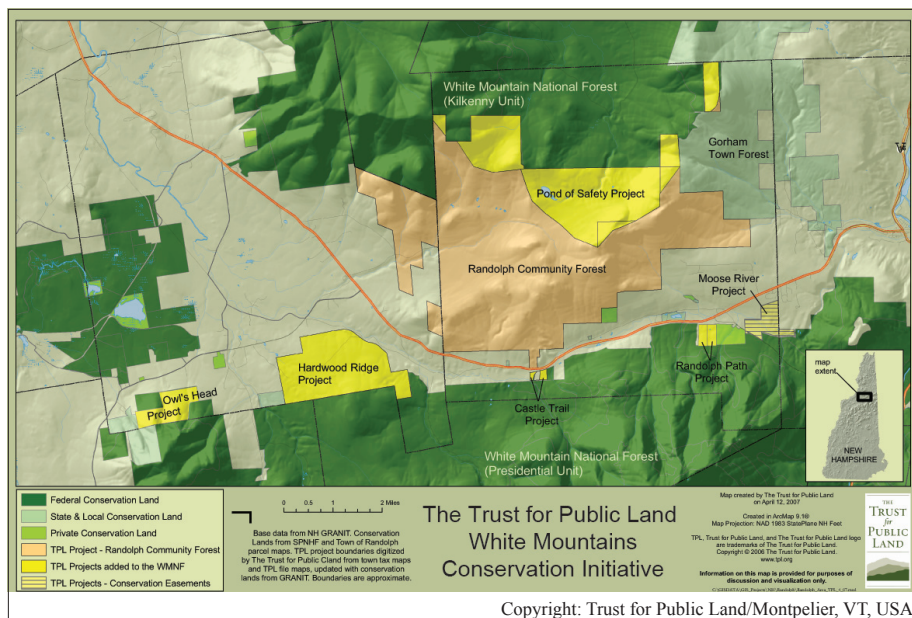 White Mountain National Forest
(Kilkenny Unit)
Gorham
Town Forest
Pond of Safety Project
Randolph Community Forest
Moose River
Project
Hardwood Ridge
Project
Owl's Head
Project
Randolph Path
Project
Castle Trail
Project
White Mountain National Forest
(Presidential Unit)
map
extent
NEW
HAMPSHIRE
Federal Conservation Land
State & Local Conservation Land
Private Conservation Land
TPL Project - Randolph Community Forest
TPL Projects added to the WMNF
TPL Projects - Conservation Easements
0 0.5 1 2 Miles
Base data from NH GRANIT. Conservation
Lands from SPNHF and Town of Randolph
parcel maps. TPL project boundaries digitized
by The Trust for Public Cland from town tax maps
and TPL file maps, updated with conservation
lands from GRANIT. Boundaries are approximate.
The Trust for Public Land
White Mountains
Conservation Initiative
Map created by The Trust for Public Land
on April 12, 2007
Created in ArcMap 9.1®
Map Projection: NAD 1983 StatePlane NH Feet
TPL, Trust for Public Land, and The Trust for Public Land logo
are trademarks of The Trust for Public Land.
Copyright © 2006 The Trust for Public Land.
www.tpl.org
Information on this map is provided for purposes of
discussion and visualization only.
THE
TRUST
for
PUBLIC
LAND
Copyright: Trust for Public Land/Montpelier, VT, USA